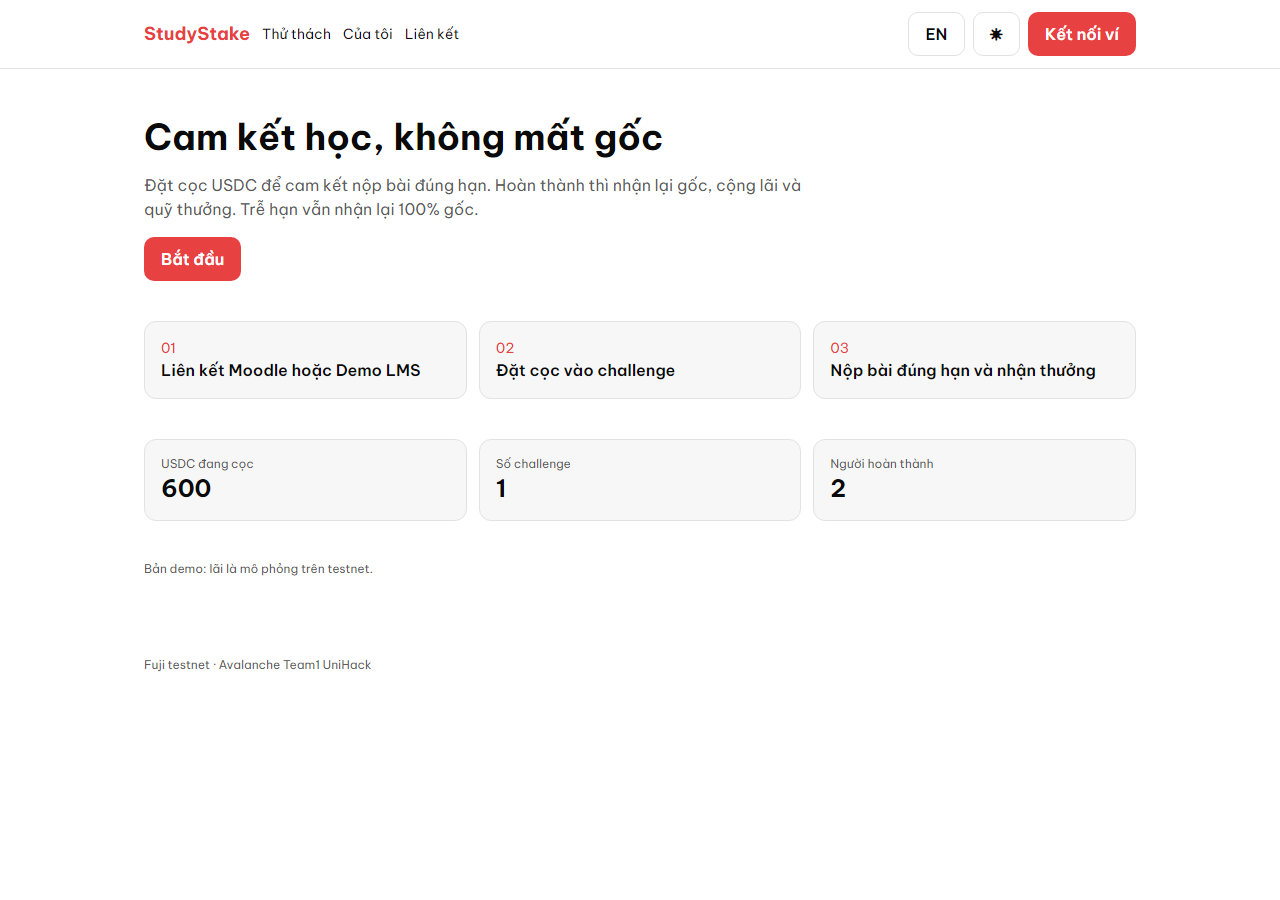 StudyStake Thử thách Của tôi Liên kết EN ☀ Kết nối ví
Cam kết học, không mất gốc
Đặt cọc USDC để cam kết nộp bài đúng hạn. Hoàn thành thì nhận lại gốc, cộng lãi và
quỹ thưởng. Trễ hạn vẫn nhận lại 100% gốc.
Bắt đầu
01
Liên kết Moodle hoặc Demo LMS
02
Đặt cọc vào challenge
03
Nộp bài đúng hạn và nhận thưởng
USDC đang cọc
600
Số challenge
1
Người hoàn thành
2
Bản demo: lãi là mô phỏng trên testnet.
Fuji testnet · Avalanche Team1 UniHack